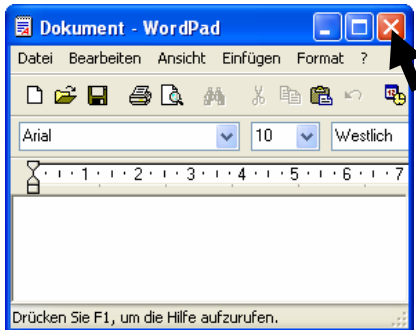 Dokument - WordPad
Datei Bearbeiten Ansicht Einfügen Format ?
Arial 10 Westlich
1 2 3 4 5 6 7
Drücken Sie F1, um die Hilfe aufzurufen.